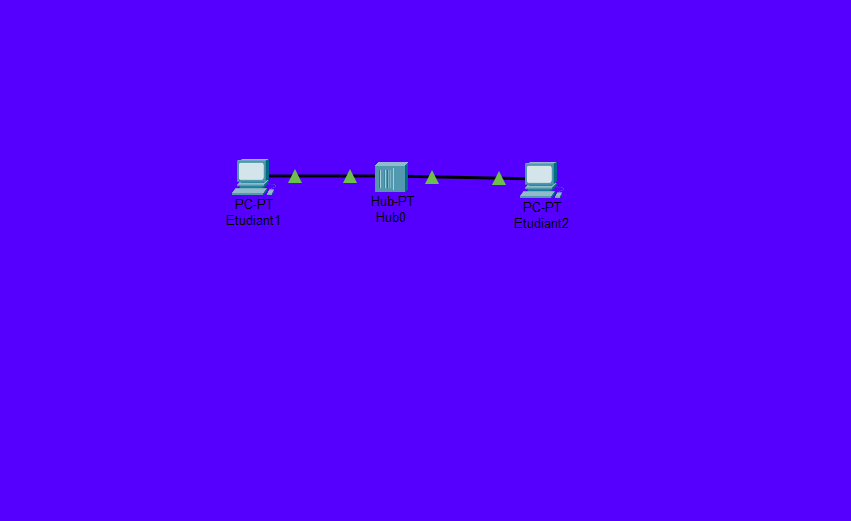 PC-PT
Etudiant1
Hub-PT
Hub0
PC-PT
Etudiant2